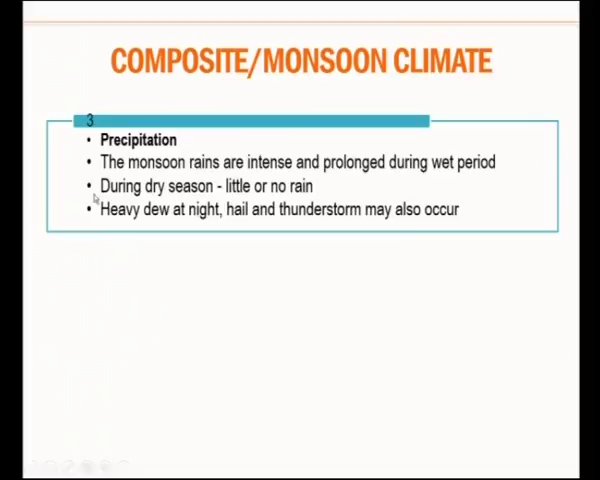 COMPOSITE/MONSOON CLIMATE
3
• Precipitation
• The monsoon rains are intense and prolonged during wet period
• During dry season - little or no rain
• Heavy dew at night, hail and thunderstorm may also occur